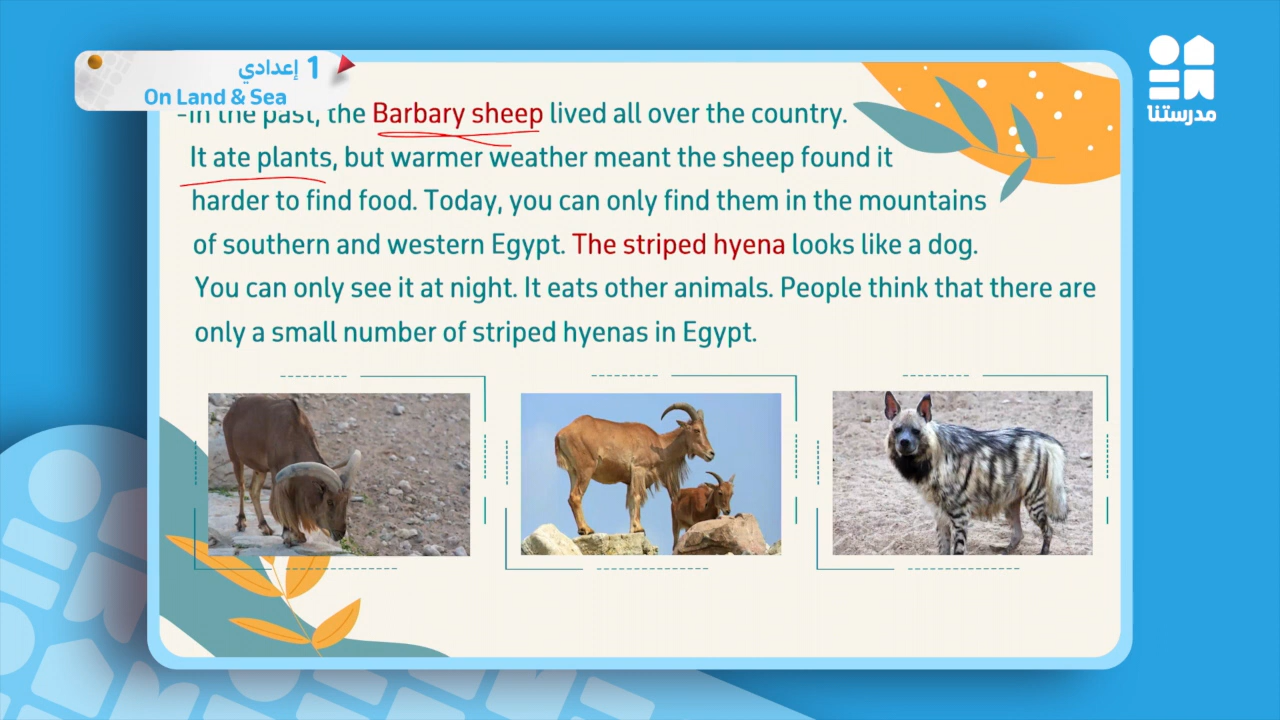 1 إعدادي
On Land & Sea
مدرستنا
-In the past, the Barbary sheep lived all over the country.
It ate plants, but warmer weather meant the sheep found it
harder to find food. Today, you can only find them in the mountains
of southern and western Egypt. The striped hyena looks like a dog.
You can only see it at night. It eats other animals. People think that there are
only a small number of striped hyenas in Egypt.